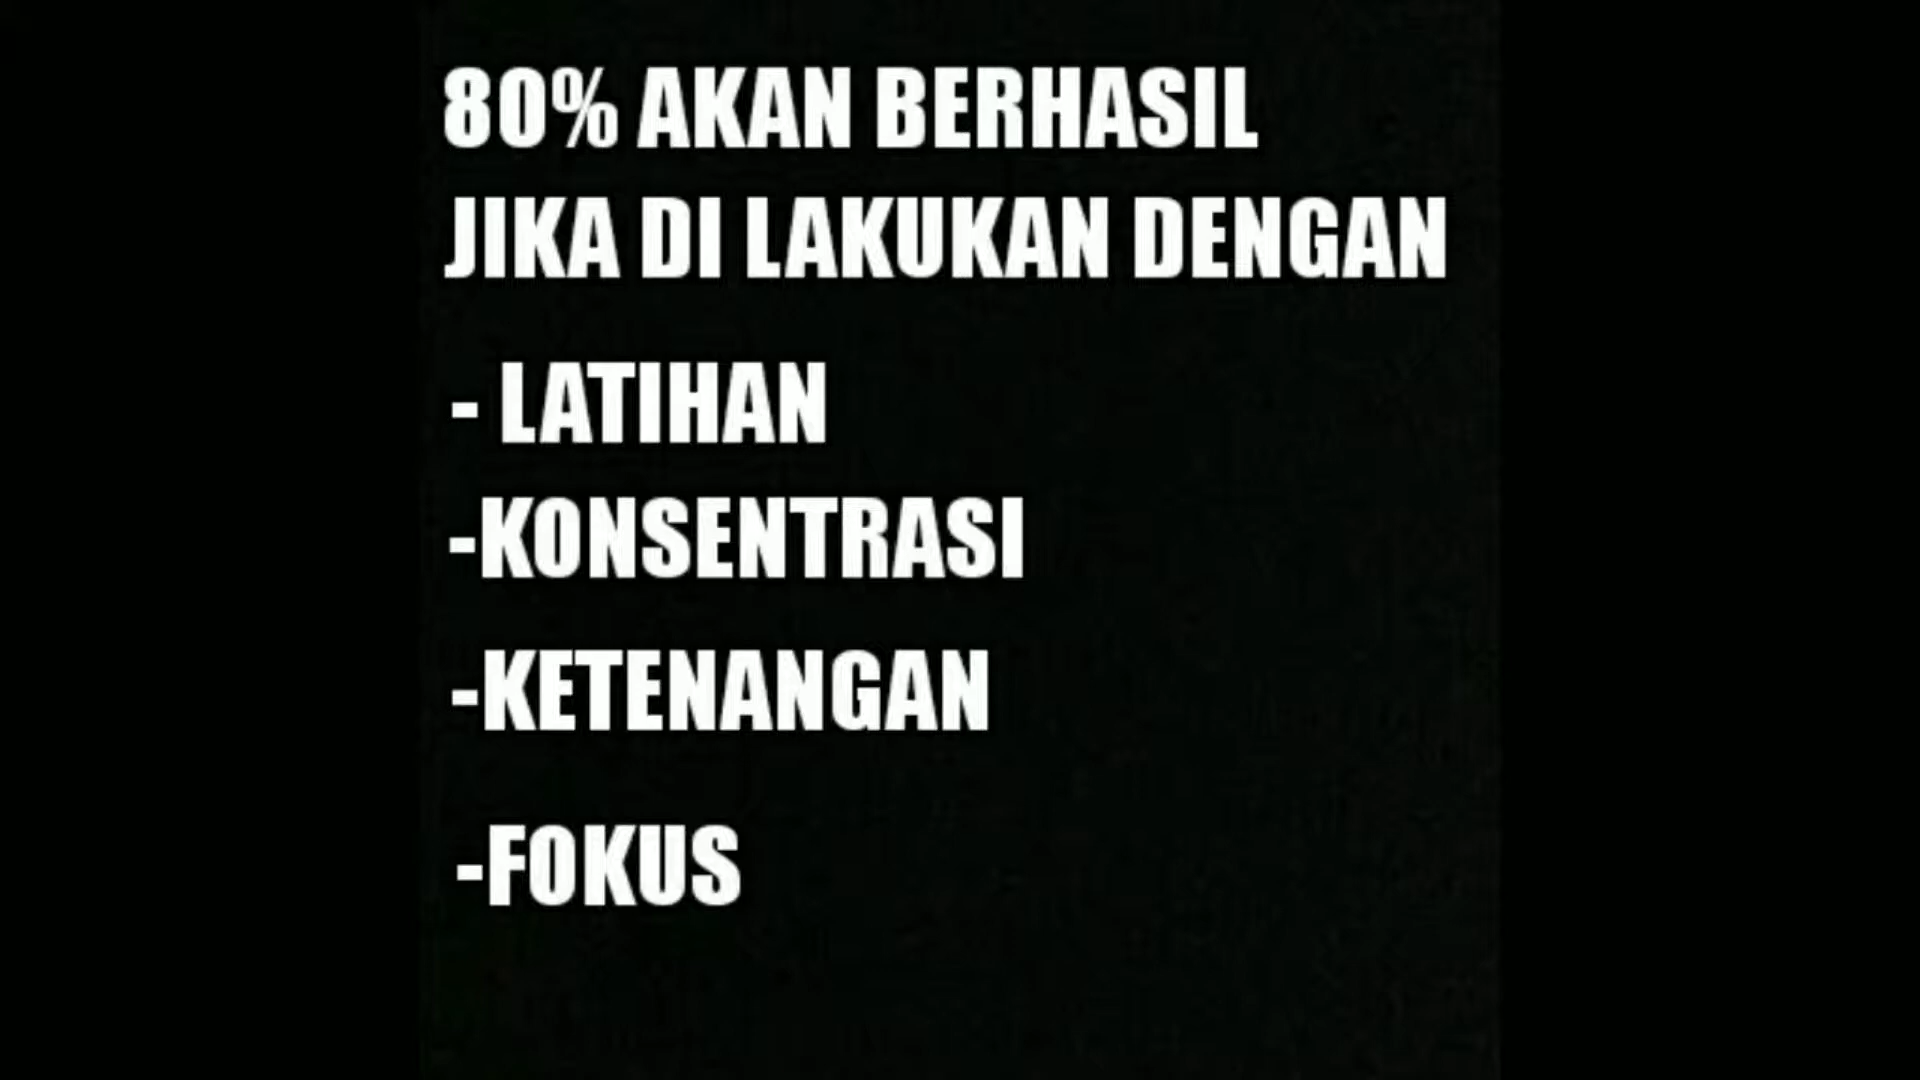 80% AKAN BERHASIL
JIKA DI LAKUKAN DENGAN
- LATIHAN
-KONSENTRASI
-KETENANGAN
-FOKUS